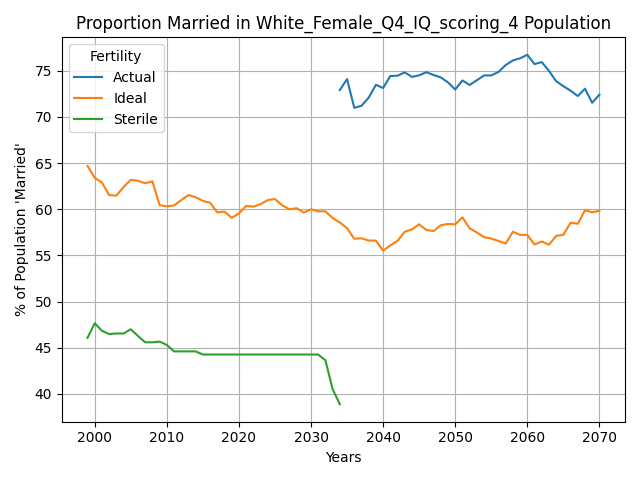 Proportion Married in White_Female_Q4_IQ_scoring_4 Population
Fertility
Actual
Ideal
Sterile
% of Population 'Married'
75
70
65
60
55
50
45
40
2000 2010 2020 2030 2040 2050 2060 2070
Years